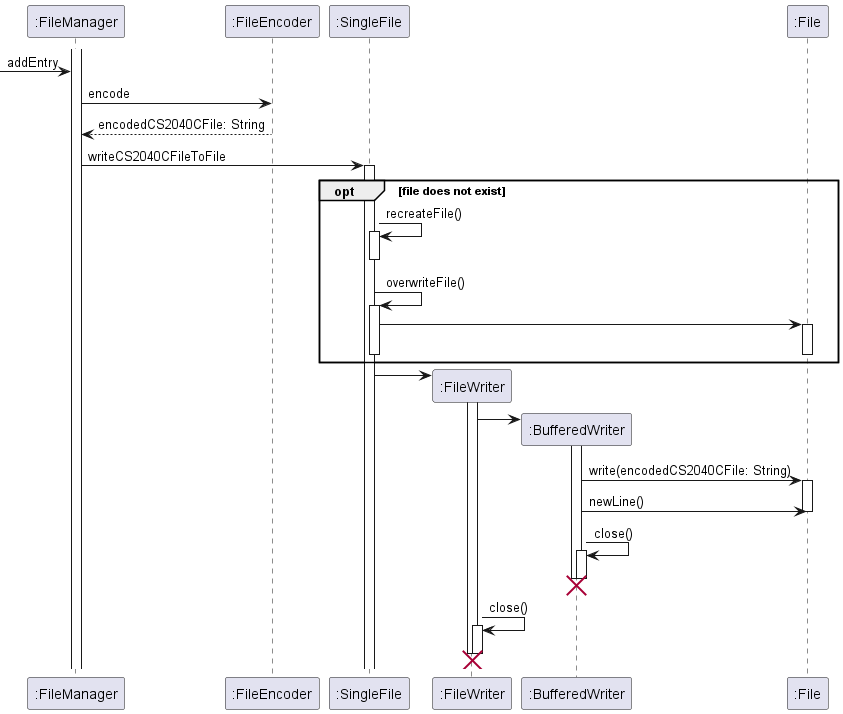 :FileManager :FileEncoder :SingleFile :File
addEntry
encode
encodedCS2040CFile: String
writeCS2040CFileToFile
opt [file does not exist]
recreateFile()
overwriteFile()
:FileWriter
:BufferedWriter
write(encodedCS2040CFile: String)
newLine()
close()
close()
:FileManager :FileEncoder :SingleFile :FileWriter :BufferedWriter :File